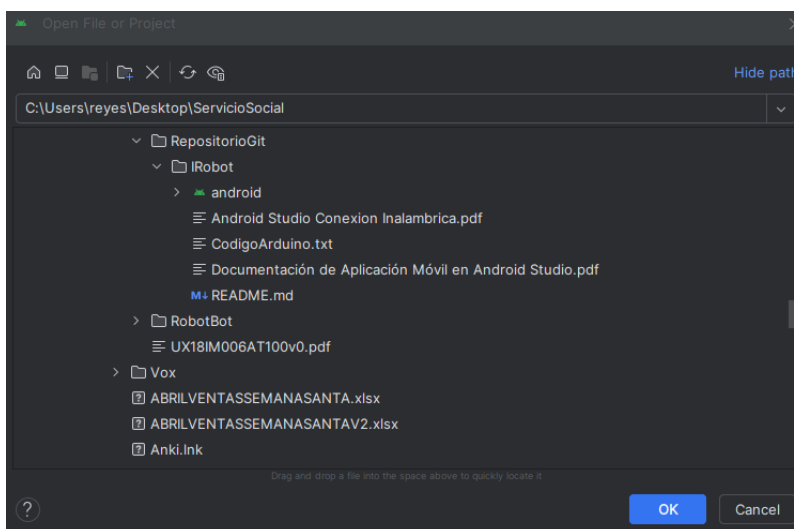 Open File or Project
Hide path
C:\Users\reyes\Desktop\ServicioSocial
RepositorioGit
IRobot
android
Android Studio Conexion Inalambrica.pdf
CodigoArduino.txt
Documentación de Aplicación Móvil en Android Studio.pdf
M↓ README.md
RobotBot
UX18IM006AT100v0.pdf
Vox
ABRILVENTASSEMANASANTA.xlsx
ABRILVENTASSEMANASANTAV2.xlsx
Anki.lnk
Drag and drop a file into the space above to quickly locate it
? OK Cancel